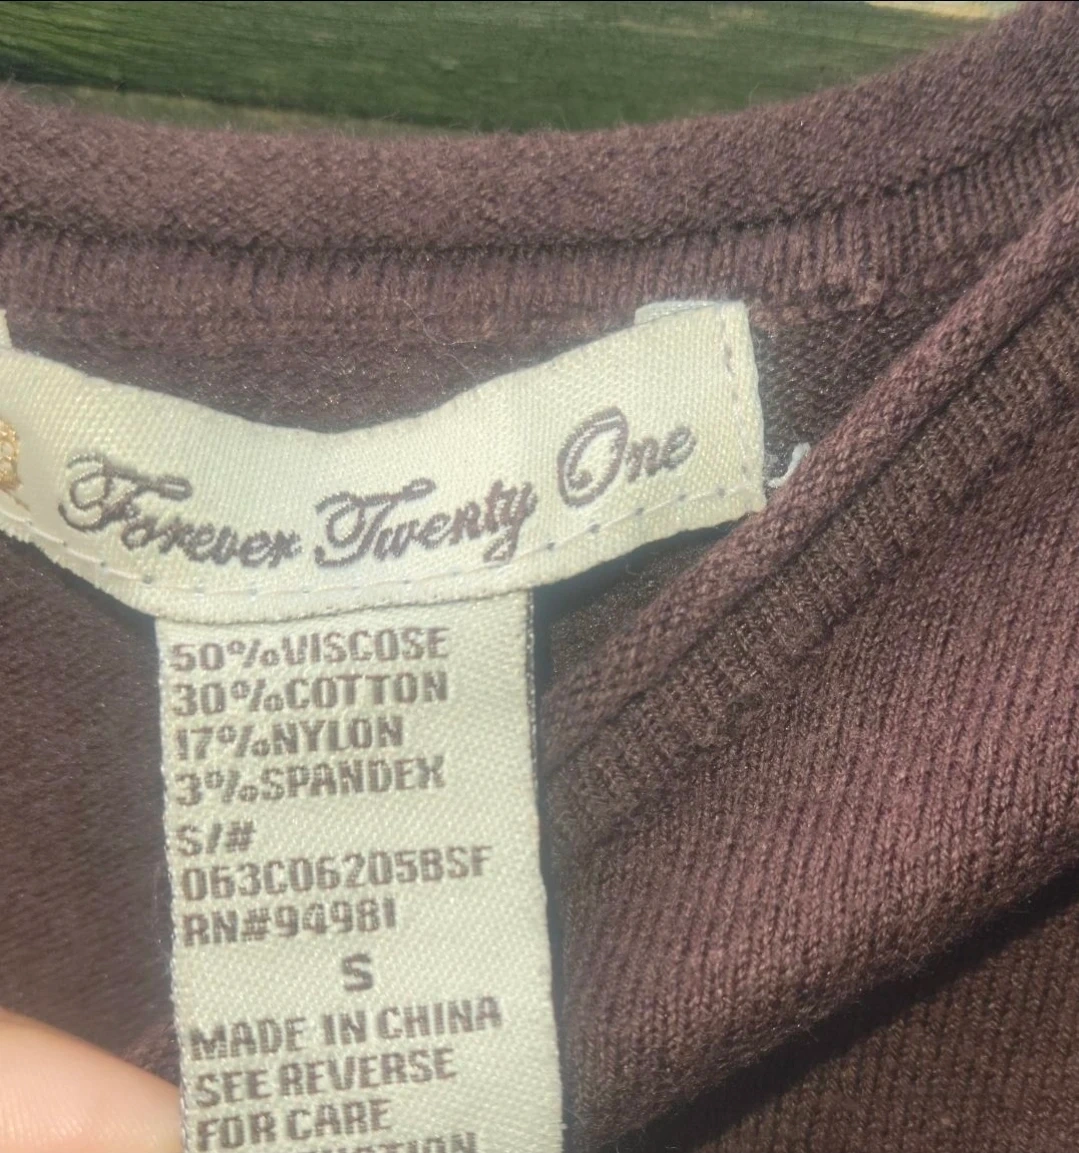 Forever Twenty One
50%VISCOSE
30%COTTON
17%NYLON
3%SPANDEX
S/#
063C06205BSF
RN#94981
S
MADE IN CHINA
SEE REVERSE
FOR CARE